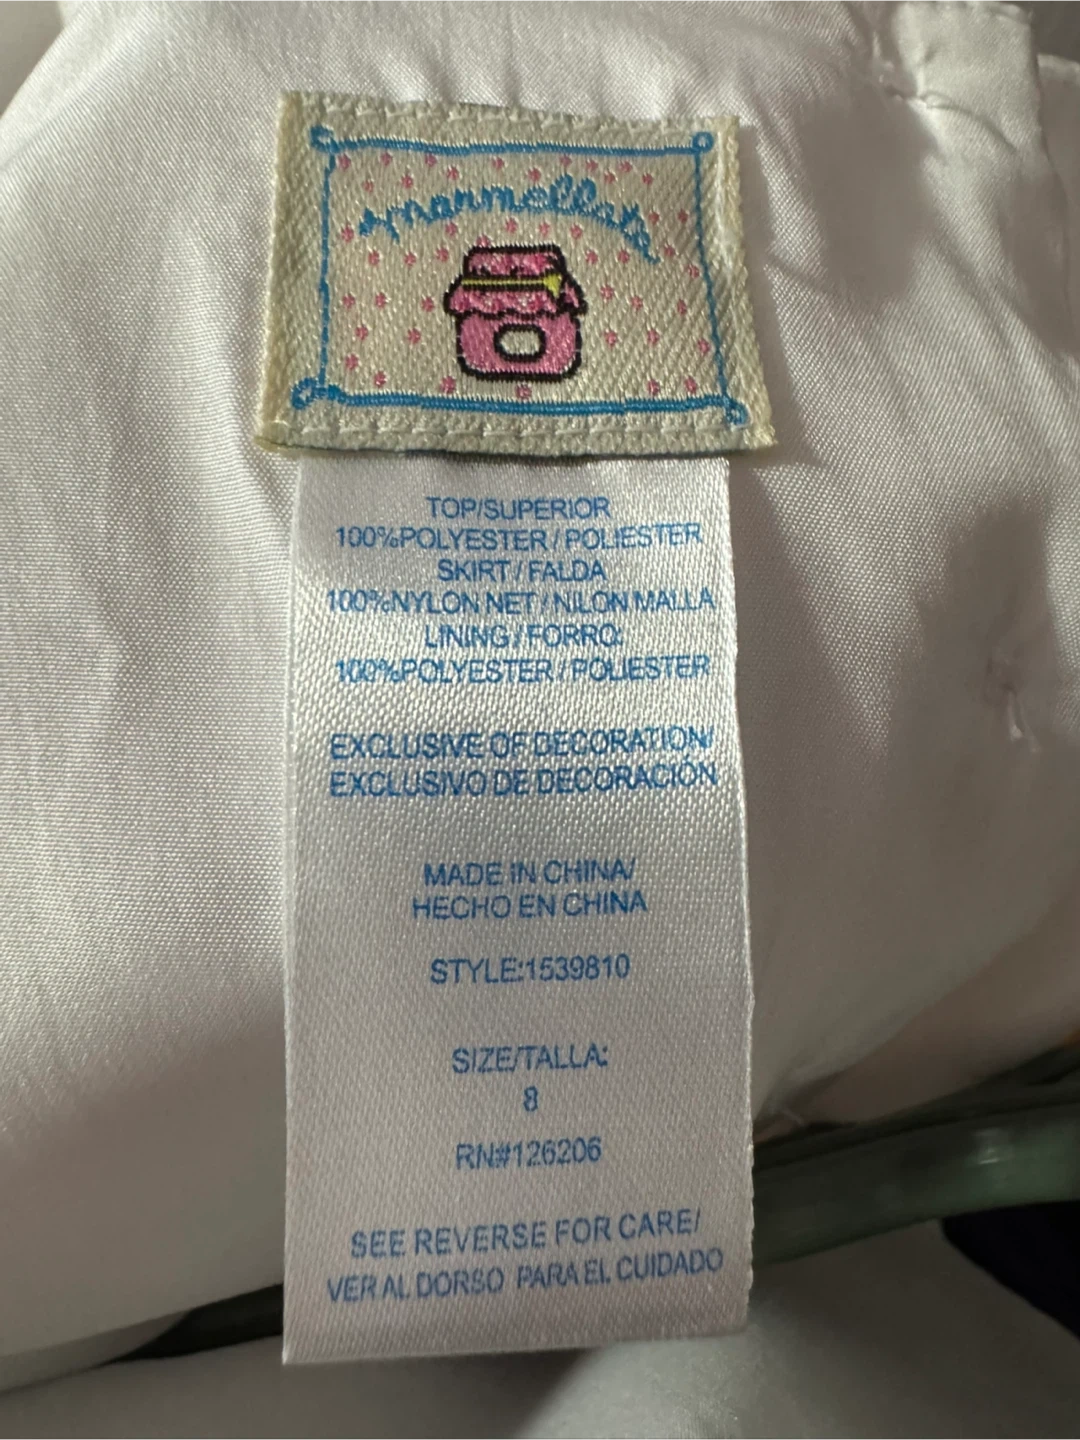 marmellata
TOP/SUPERIOR
100%POLYESTER / POLIESTER
SKIRT / FALDA
100%NYLON NET / NILON MALLA
LINING / FORRO:
100%POLYESTER / POLIESTER
EXCLUSIVE OF DECORATION/
EXCLUSIVO DE DECORACIÓN
MADE IN CHINA/
HECHO EN CHINA
STYLE:1539810
SIZE/TALLA:
8
RN#126206
SEE REVERSE FOR CARE/
VER AL DORSO PARA EL CUIDADO